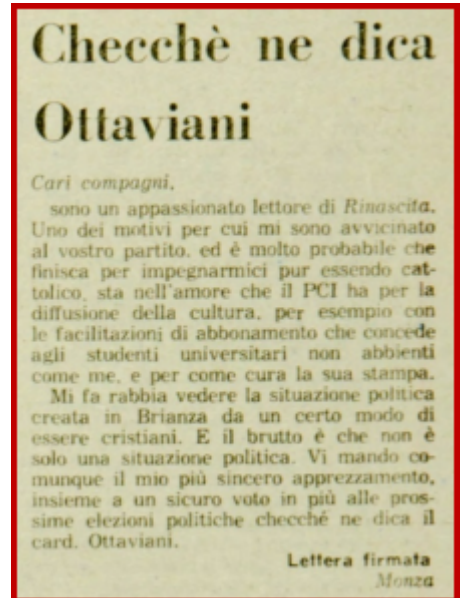 Checchè ne dica
Ottaviani
Cari compagni,
sono un appassionato lettore di Rinascita.
Uno dei motivi per cui mi sono avvicinato
al vostro partito, ed è molto probabile che
finisca per impegnarmici pur essendo cat-
tolico, sta nell'amore che il PCI ha per la
diffusione della cultura, per esempio con
le facilitazioni di abbonamento che concede
agli studenti universitari non abbienti
come me, e per come cura la sua stampa.
Mi fa rabbia vedere la situazione politica
creata in Brianza da un certo modo di
essere cristiani. E il brutto è che non è
solo una situazione politica. Vi mando co-
munque il mio più sincero apprezzamento,
insieme a un sicuro voto in più alle pros-
sime elezioni politiche checché ne dica il
card. Ottaviani.
Lettera firmata
Monza